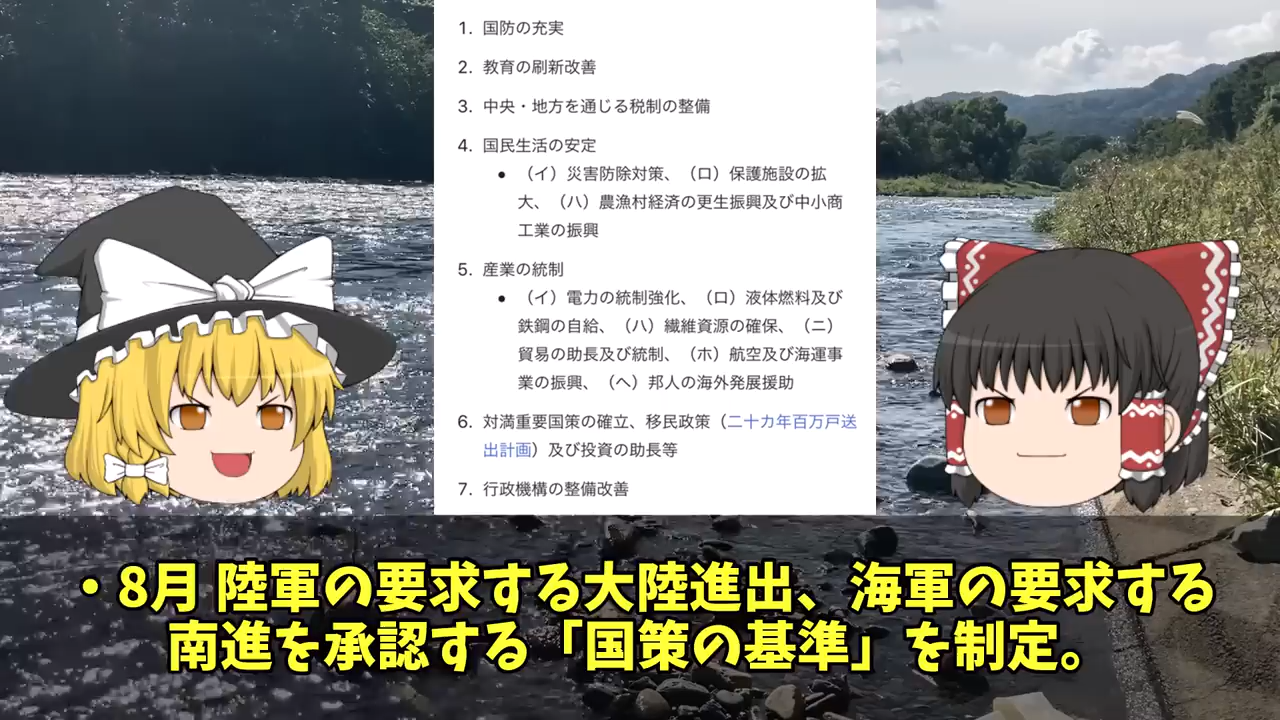 1. 国防の充実
2. 教育の刷新改善
3. 中央・地方を通じる税制の整備
4. 国民生活の安定
• （イ）災害防除対策、（ロ）保護施設の拡
大、（ハ）農漁村経済の更生振興及び中小商
工業の振興
5. 産業の統制
• （イ）電力の統制強化、（ロ）液体燃料及び
鉄鋼の自給、（ハ）繊維資源の確保、（ニ）
貿易の助長及び統制、（ホ）航空及び海運事
業の振興、（ヘ）邦人の海外発展援助
6. 対満重要国策の確立、移民政策（二十カ年百万戸送
出計画）及び投資の助長等
7. 行政機構の整備改善
・8月 陸軍の要求する大陸進出、海軍の要求する
南進を承認する「国策の基準」を制定。